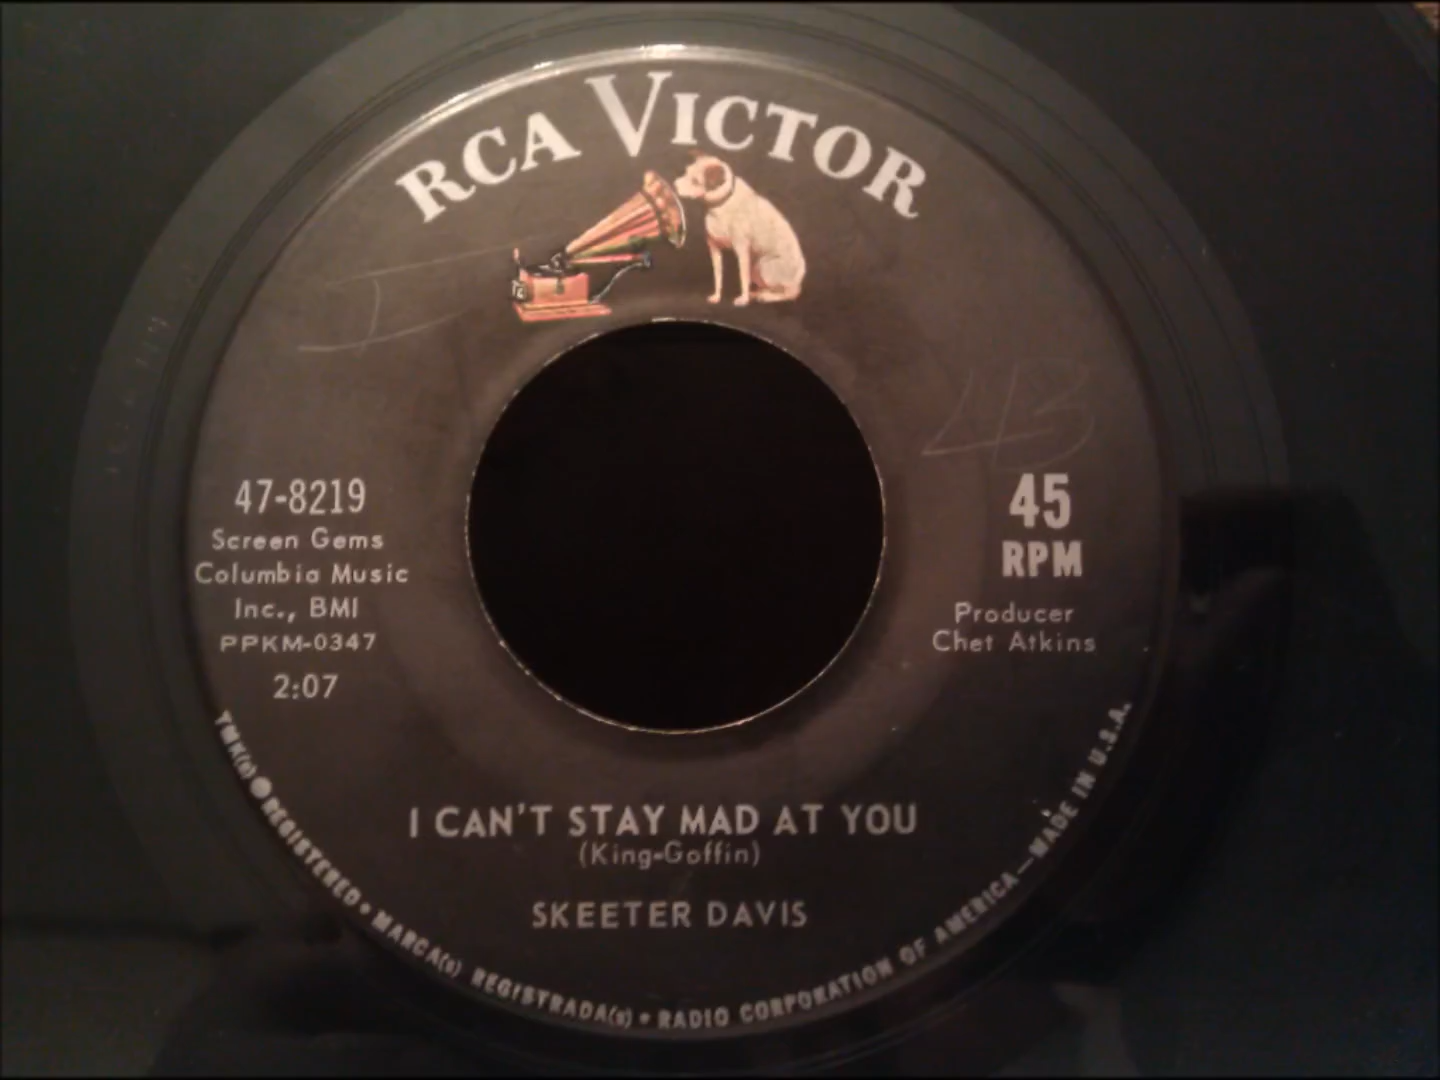 RCA VICTOR
47-8219
Screen Gems
Columbia Music
Inc., BMI
PPKM-0347
2:07
45
RPM
Producer
Chet Atkins
I CAN'T STAY MAD AT YOU
(King-Goffin)
SKEETER DAVIS
TMK(s) ® REGISTERED • MARCA(s) REGISTRADA(s) • RADIO CORPORATION OF AMERICA—MADE IN U.S.A.